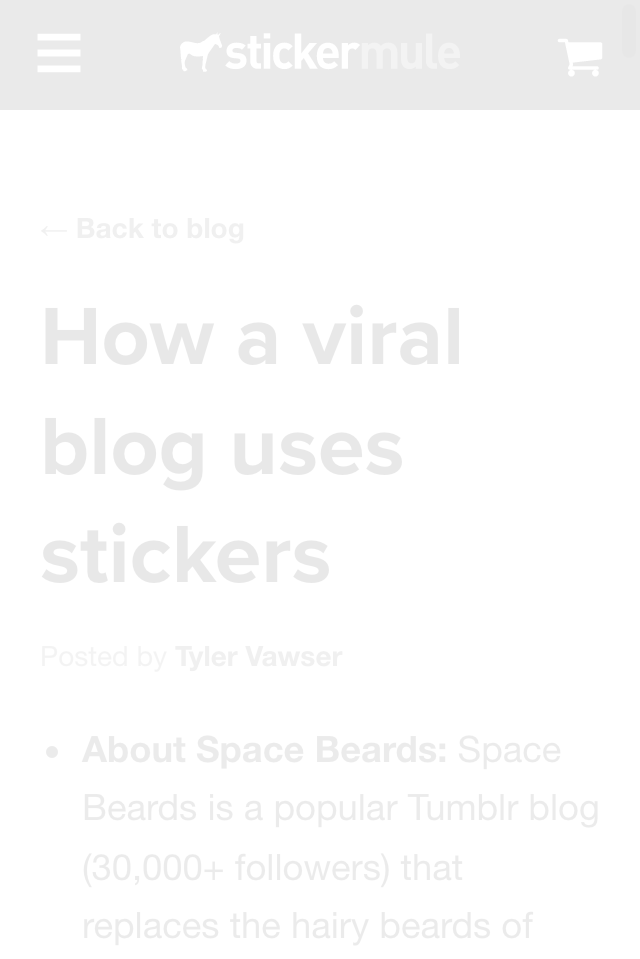 stickermule
← Back to blog
How a viral
blog uses
stickers
Posted by Tyler Vawser
• About Space Beards: Space
Beards is a popular Tumblr blog
(30,000+ followers) that
replaces the hairy beards of